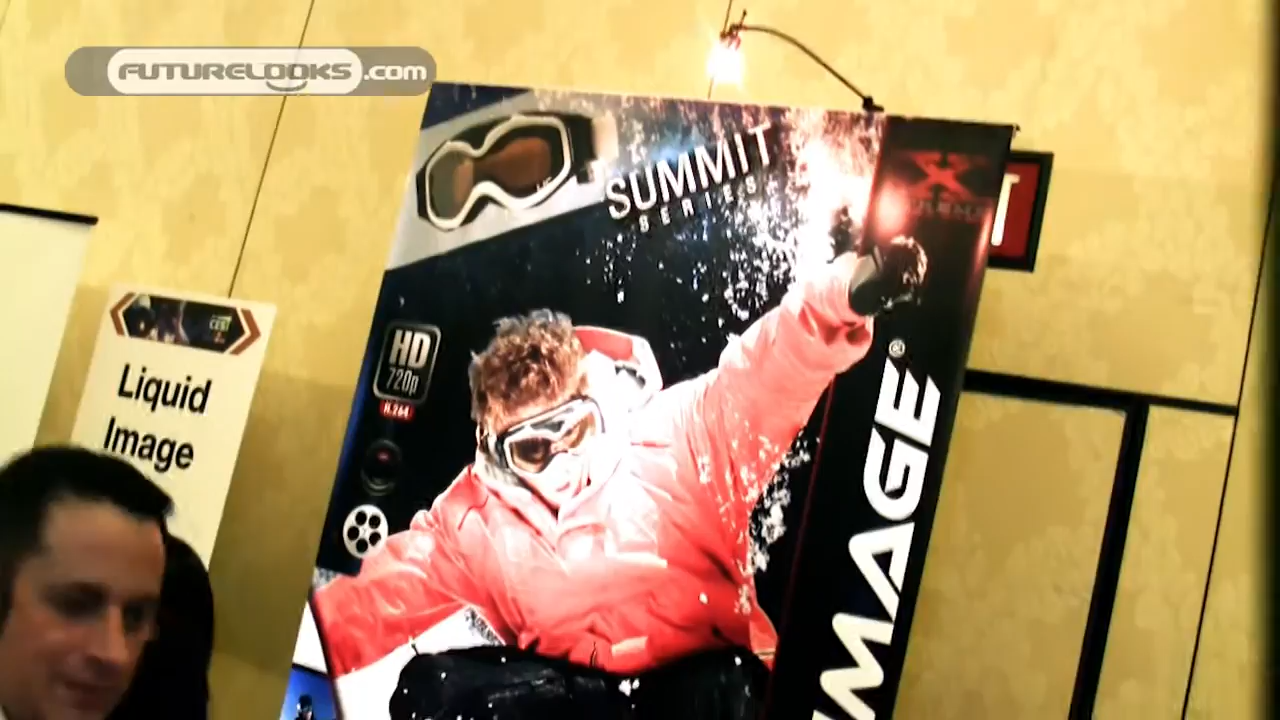 FUTURELOOKS.com
SUMMIT
SERIES
HD
720p
H.264
Liquid
Image
IMAGE®
T